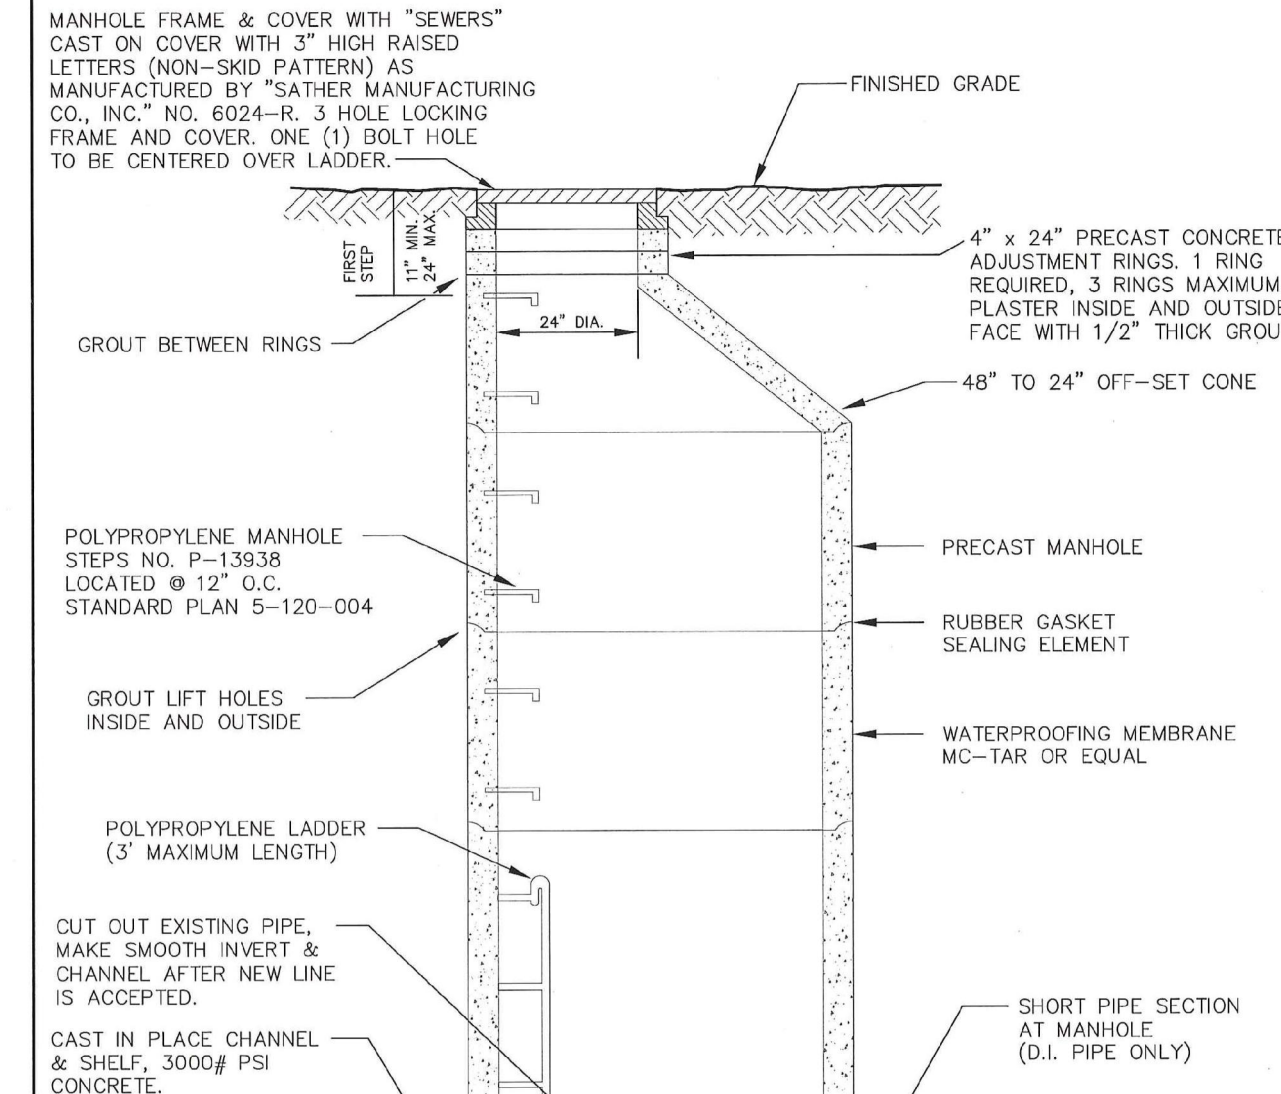 MANHOLE FRAME & COVER WITH "SEWERS"
CAST ON COVER WITH 3" HIGH RAISED
LETTERS (NON-SKID PATTERN) AS
MANUFACTURED BY "SATHER MANUFACTURING
CO., INC." NO. 6024-R. 3 HOLE LOCKING
FRAME AND COVER. ONE (1) BOLT HOLE
TO BE CENTERED OVER LADDER.
FINISHED GRADE
FIRST
STEP
11" MIN.
24" MAX.
4" x 24" PRECAST CONCRETE
ADJUSTMENT RINGS. 1 RING
REQUIRED, 3 RINGS MAXIMUM
PLASTER INSIDE AND OUTSIDE
FACE WITH 1/2" THICK GROU
24" DIA.
GROUT BETWEEN RINGS
48" TO 24" OFF-SET CONE
POLYPROPYLENE MANHOLE
STEPS NO. P-13938
LOCATED @ 12" O.C.
STANDARD PLAN 5-120-004
PRECAST MANHOLE
RUBBER GASKET
SEALING ELEMENT
GROUT LIFT HOLES
INSIDE AND OUTSIDE
WATERPROOFING MEMBRANE
MC-TAR OR EQUAL
POLYPROPYLENE LADDER
(3' MAXIMUM LENGTH)
CUT OUT EXISTING PIPE,
MAKE SMOOTH INVERT &
CHANNEL AFTER NEW LINE
IS ACCEPTED.
SHORT PIPE SECTION
AT MANHOLE
(D.I. PIPE ONLY)
CAST IN PLACE CHANNEL
& SHELF, 3000# PSI
CONCRETE.